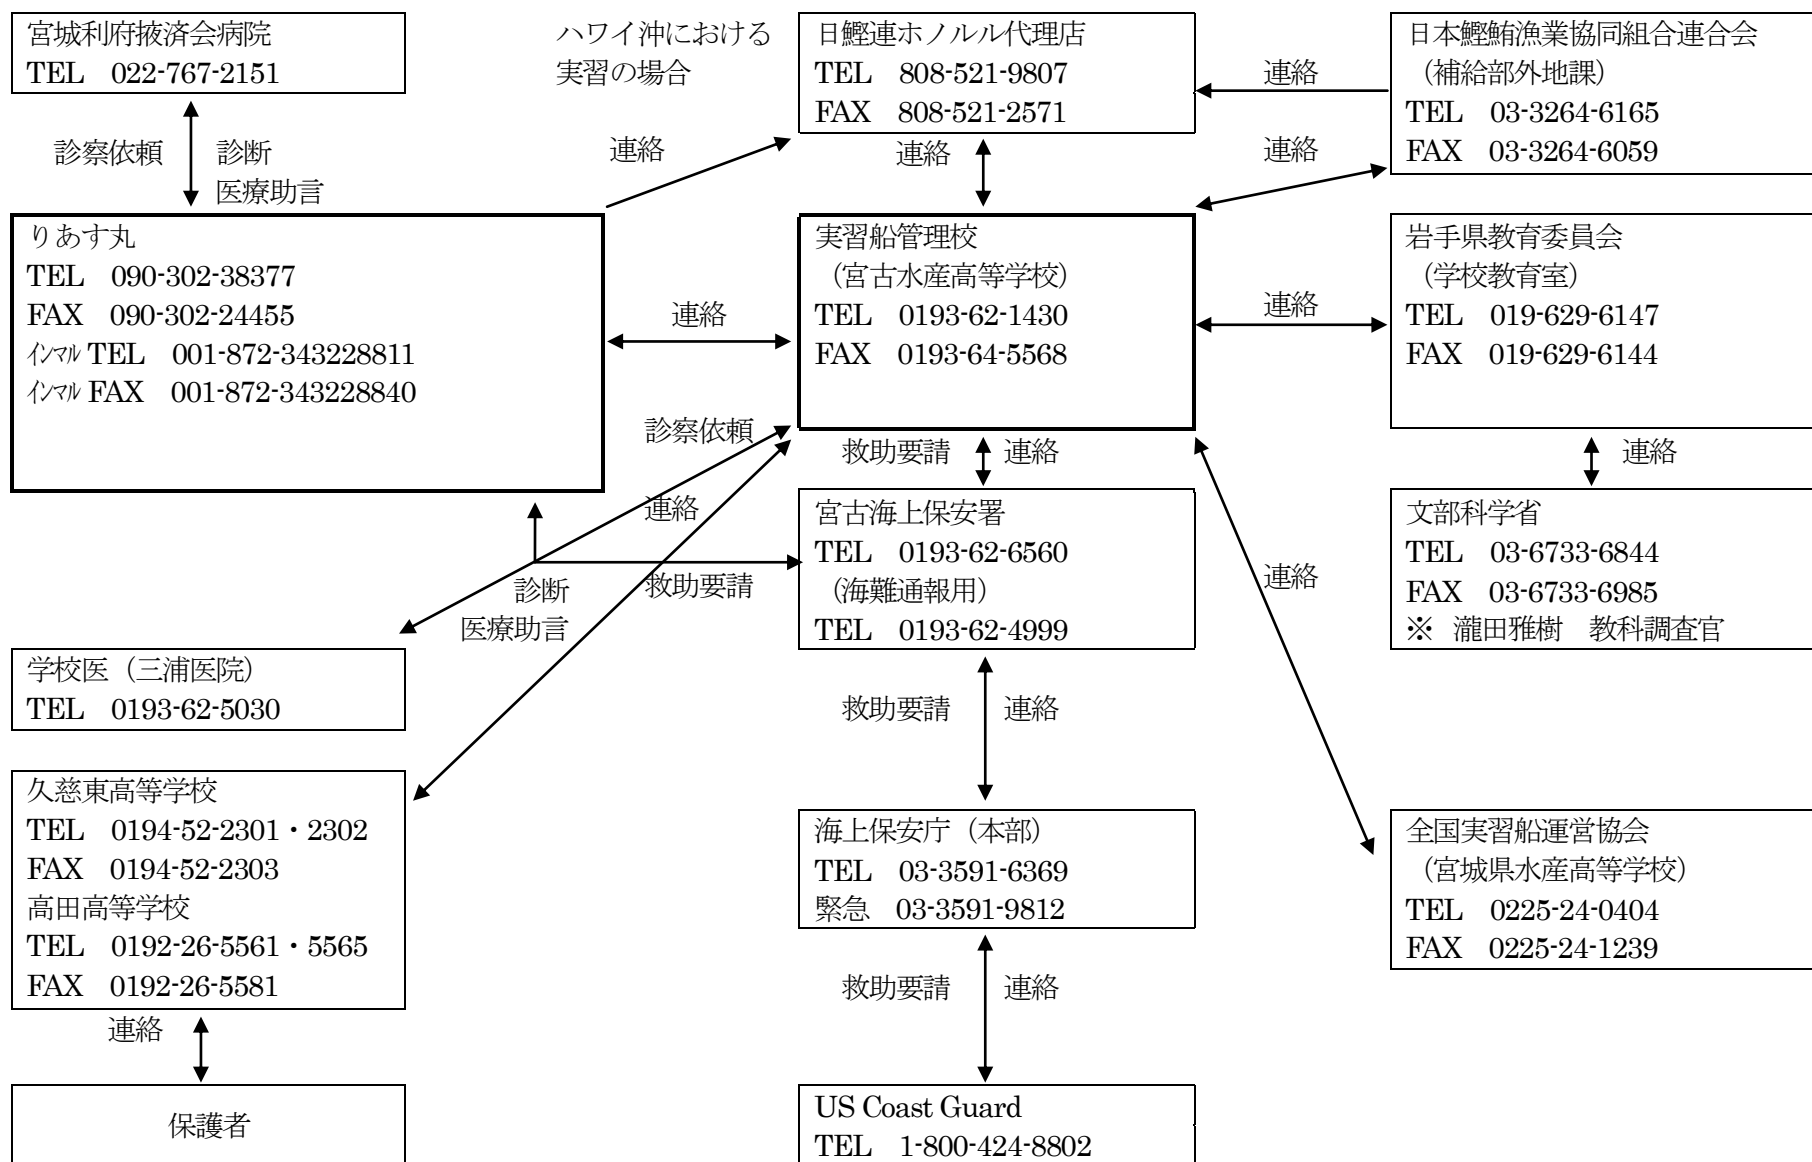 宮城利府掖済会病院
TEL　022-767-2151
診察依頼
診断
医療助言
ハワイ沖における
実習の場合
連絡
日鰹連ホノルル代理店
TEL　808-521-9807
FAX　808-521-2571
連絡
連絡
連絡
日本鰹鮪漁業協同組合連合会
（補給部外地課）
TEL　03-3264-6165
FAX　03-3264-6059
りあす丸
TEL　090-302-38377
FAX　090-302-24455
ｲﾝﾏﾙ TEL　001-872-343228811
ｲﾝﾏﾙ FAX　001-872-343228840
連絡
実習船管理校
（宮古水産高等学校）
TEL　0193-62-1430
FAX　0193-64-5568
連絡
岩手県教育委員会
（学校教育室）
TEL　019-629-6147
FAX　019-629-6144
診察依頼
連絡
診断
医療助言
救助要請
救助要請
連絡
連絡
宮古海上保安署
TEL　0193-62-6560
（海難通報用）
TEL　0193-62-4999
連絡
文部科学省
TEL　03-6733-6844
FAX　03-6733-6985
※　瀧田雅樹　教科調査官
学校医（三浦医院）
TEL　0193-62-5030
救助要請
連絡
久慈東高等学校
TEL　0194-52-2301・2302
FAX　0194-52-2303
高田高等学校
TEL　0192-26-5561・5565
FAX　0192-26-5581
海上保安庁（本部）
TEL　03-3591-6369
緊急　03-3591-9812
全国実習船運営協会
（宮城県水産高等学校）
TEL　0225-24-0404
FAX　0225-24-1239
連絡
救助要請
連絡
保護者
US Coast Guard
TEL　1-800-424-8802